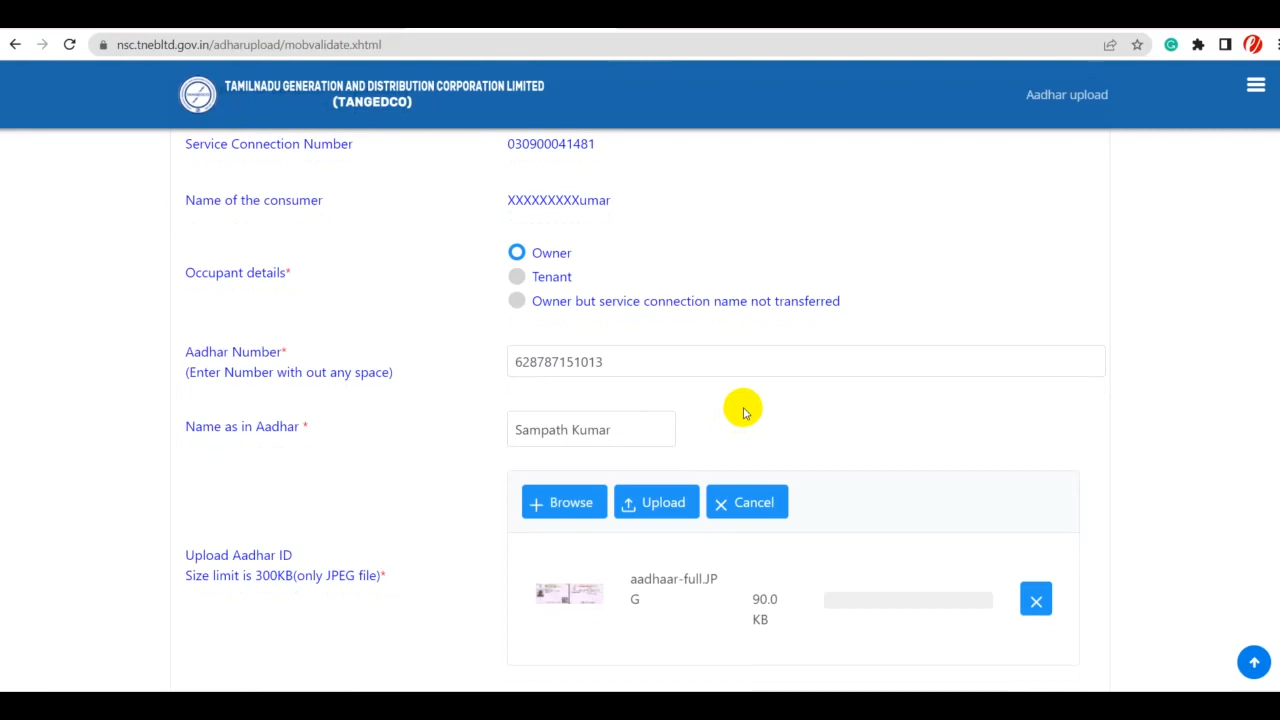 nsc.tnebltd.gov.in/adharupload/mobvalidate.xhtml
TAMILNADU GENERATION AND DISTRIBUTION CORPORATION LIMITED
(TANGEDCO)
Aadhar upload
Service Connection Number
030900041481
Name of the consumer
XXXXXXXXXumar
Occupant details*
Owner
Tenant
Owner but service connection name not transferred
Aadhar Number*
(Enter Number with out any space)
628787151013
Name as in Aadhar *
Sampath Kumar
Browse
Upload
Cancel
Upload Aadhar ID
Size limit is 300KB(only JPEG file)*
aadhaar-full.JP
G
90.0
KB